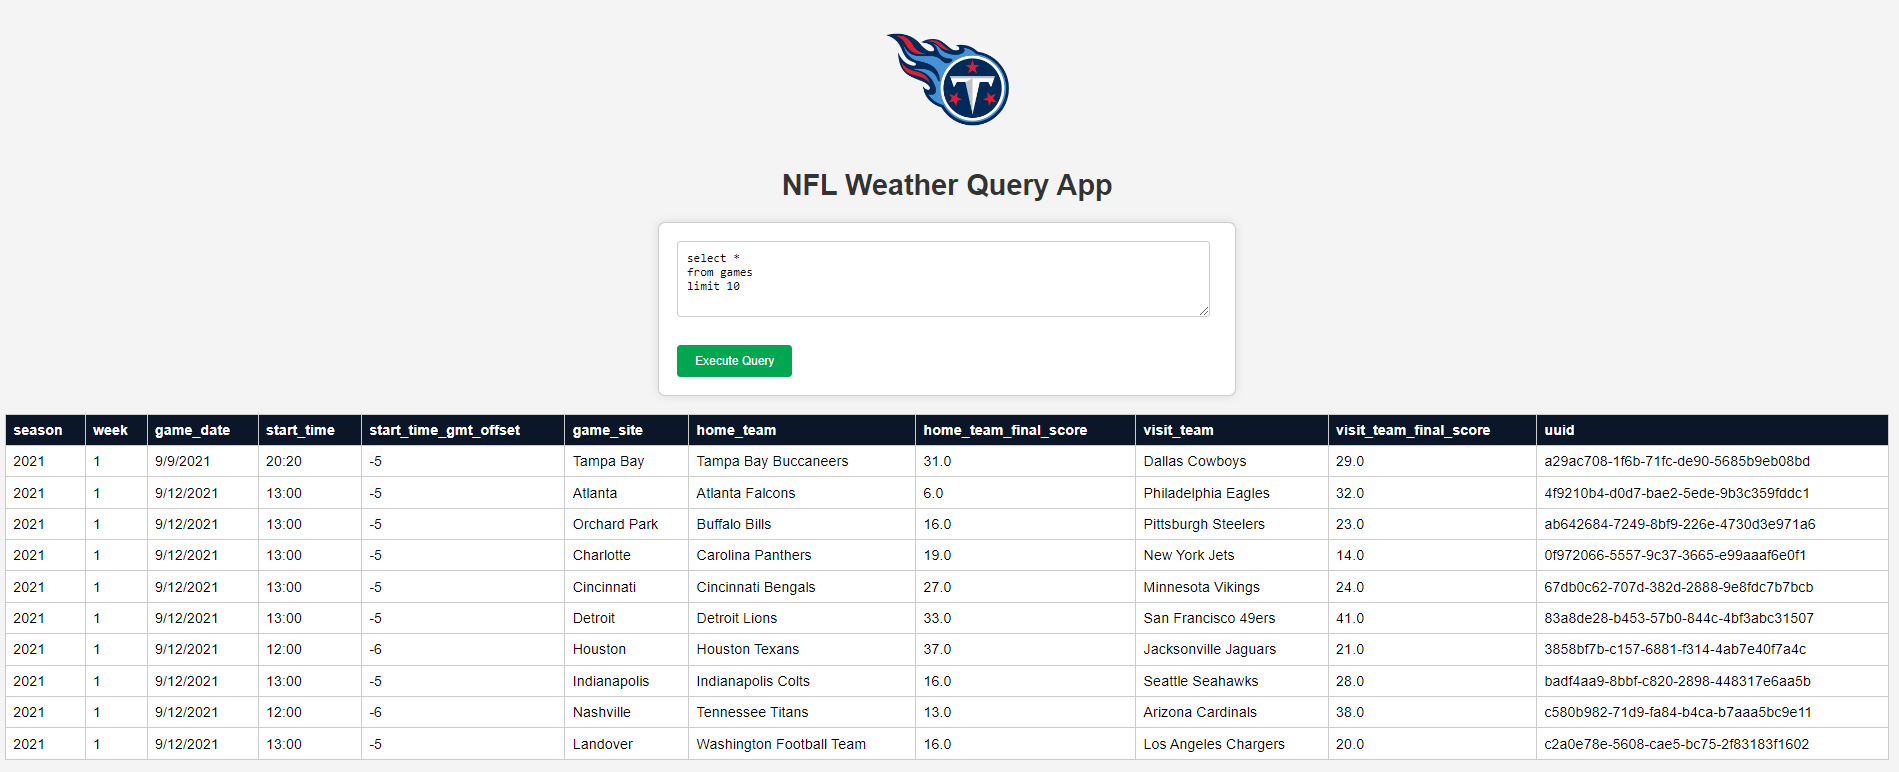 T
NFL Weather Query App
select *
from games
limit 10
Execute Query
season week game_date start_time start_time_gmt_offset game_site home_team home_team_final_score visit_team visit_team_final_score uuid
2021 1 9/9/2021 20:20 -5 Tampa Bay Tampa Bay Buccaneers 31.0 Dallas Cowboys 29.0 a29ac708-1f6b-71fc-de90-5685b9eb08bd
2021 1 9/12/2021 13:00 -5 Atlanta Atlanta Falcons 6.0 Philadelphia Eagles 32.0 4f9210b4-d0d7-bae2-5ede-9b3c359fddc1
2021 1 9/12/2021 13:00 -5 Orchard Park Buffalo Bills 16.0 Pittsburgh Steelers 23.0 ab642684-7249-8bf9-226e-4730d3e971a6
2021 1 9/12/2021 13:00 -5 Charlotte Carolina Panthers 19.0 New York Jets 14.0 0f972066-5557-9c37-3665-e99aaaf6e0f1
2021 1 9/12/2021 13:00 -5 Cincinnati Cincinnati Bengals 27.0 Minnesota Vikings 24.0 67db0c62-707d-382d-2888-9e8fdc7b7bcb
2021 1 9/12/2021 13:00 -5 Detroit Detroit Lions 33.0 San Francisco 49ers 41.0 83a8de28-b453-57b0-844c-4bf3abc31507
2021 1 9/12/2021 12:00 -6 Houston Houston Texans 37.0 Jacksonville Jaguars 21.0 3858bf7b-c157-6881-f314-4ab7e40f7a4c
2021 1 9/12/2021 13:00 -5 Indianapolis Indianapolis Colts 16.0 Seattle Seahawks 28.0 badf4aa9-8bbf-c820-2898-448317e6aa5b
2021 1 9/12/2021 12:00 -6 Nashville Tennessee Titans 13.0 Arizona Cardinals 38.0 c580b982-71d9-fa84-b4ca-b7aaa5bc9e11
2021 1 9/12/2021 13:00 -5 Landover Washington Football Team 16.0 Los Angeles Chargers 20.0 c2a0e78e-5608-cae5-bc75-2f83183f1602